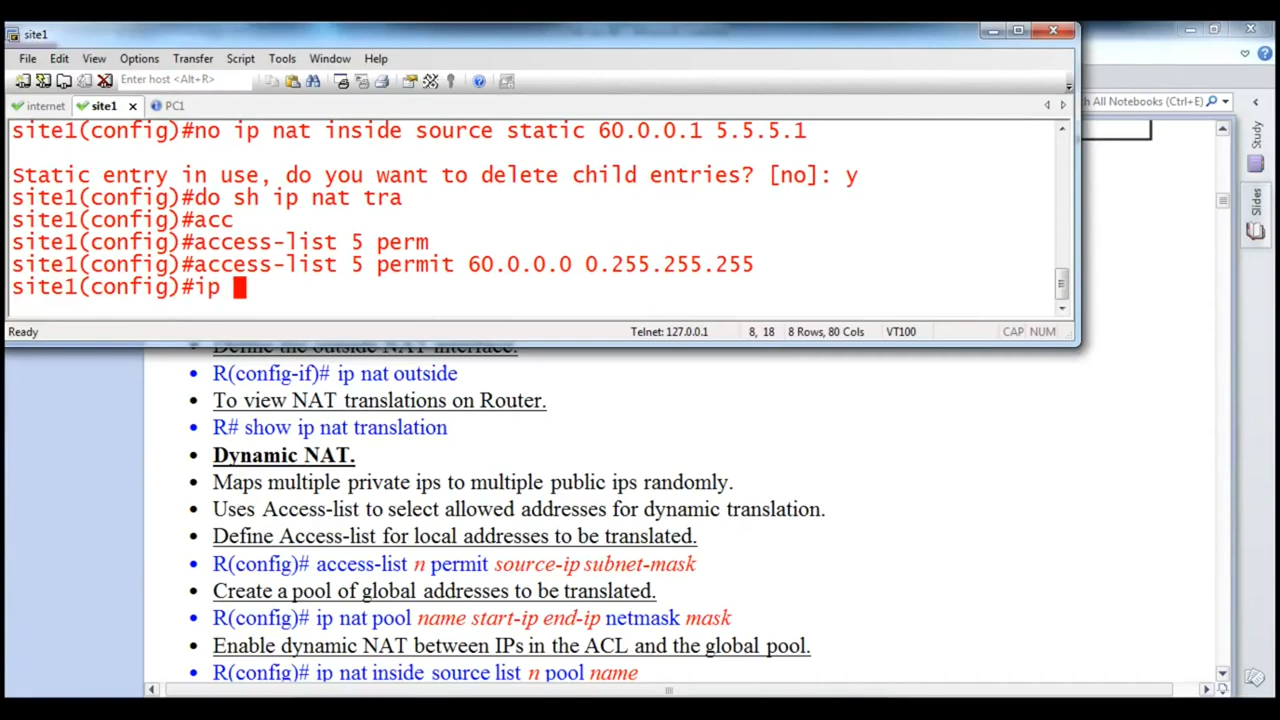 site1
File Edit View Options Transfer Script Tools Window Help
Enter host <Alt+R>
internet site1 PC1
site1(config)#no ip nat inside source static 60.0.0.1 5.5.5.1
Static entry in use, do you want to delete child entries? [no]: y
site1(config)#do sh ip nat tra
site1(config)#acc
site1(config)#access-list 5 perm
site1(config)#access-list 5 permit 60.0.0.0 0.255.255.255
site1(config)#ip
Ready Telnet: 127.0.0.1 8, 18 8 Rows, 80 Cols VT100 CAP NUM
ch All Notebooks (Ctrl+E)
Study
Slides
Define the outside NAT interface.
• R(config-if)# ip nat outside
• To view NAT translations on Router.
• R# show ip nat translation
• Dynamic NAT.
• Maps multiple private ips to multiple public ips randomly.
• Uses Access-list to select allowed addresses for dynamic translation.
• Define Access-list for local addresses to be translated.
• R(config)# access-list n permit source-ip subnet-mask
• Create a pool of global addresses to be translated.
• R(config)# ip nat pool name start-ip end-ip netmask mask
• Enable dynamic NAT between IPs in the ACL and the global pool.
• R(config)# ip nat inside source list n pool name